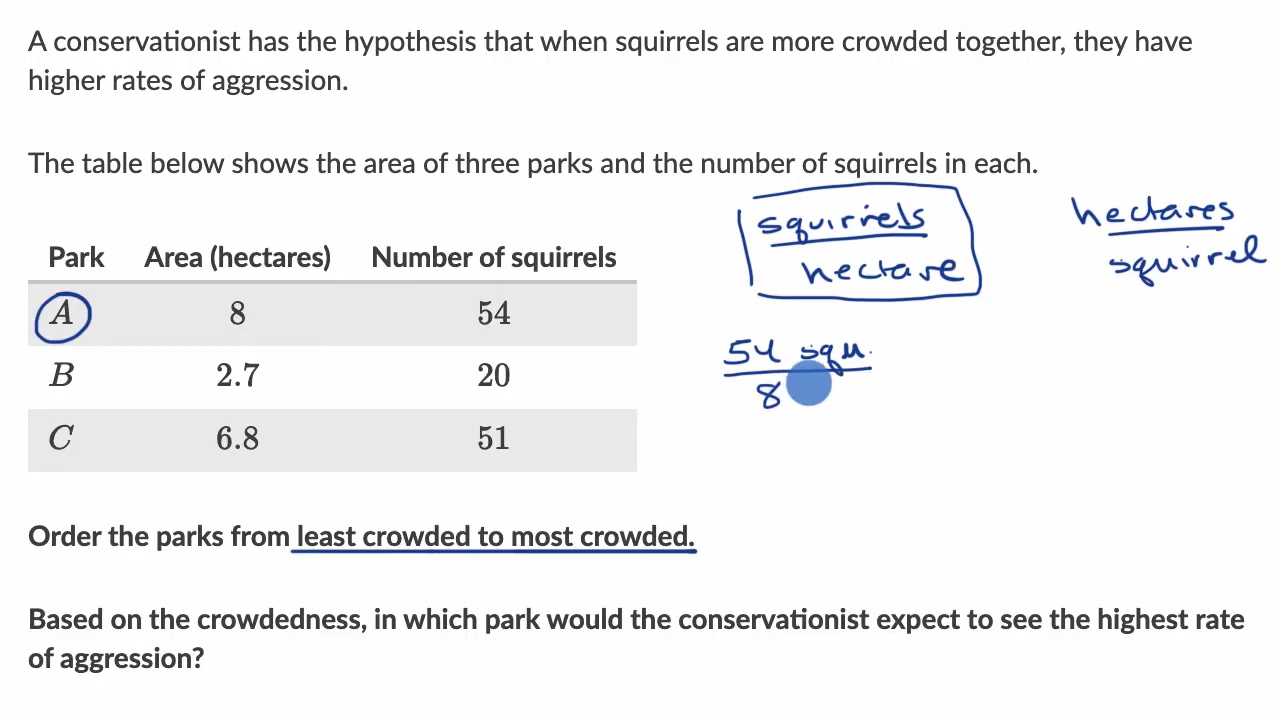 A conservationist has the hypothesis that when squirrels are more crowded together, they have
higher rates of aggression.
The table below shows the area of three parks and the number of squirrels in each.
squirrels
hectare
hectares
squirrel
Park Area (hectares) Number of squirrels
A 8 54
B 2.7 20
C 6.8 51
54 squ.
8
Order the parks from least crowded to most crowded.
Based on the crowdedness, in which park would the conservationist expect to see the highest rate
of aggression?